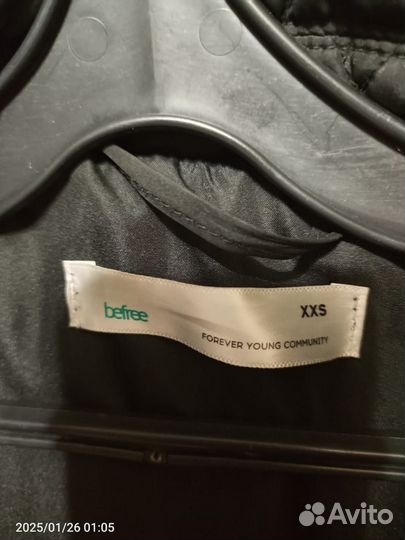 befree
XXS
FOREVER YOUNG COMMUNITY
2025/01/26 01:05
Avito